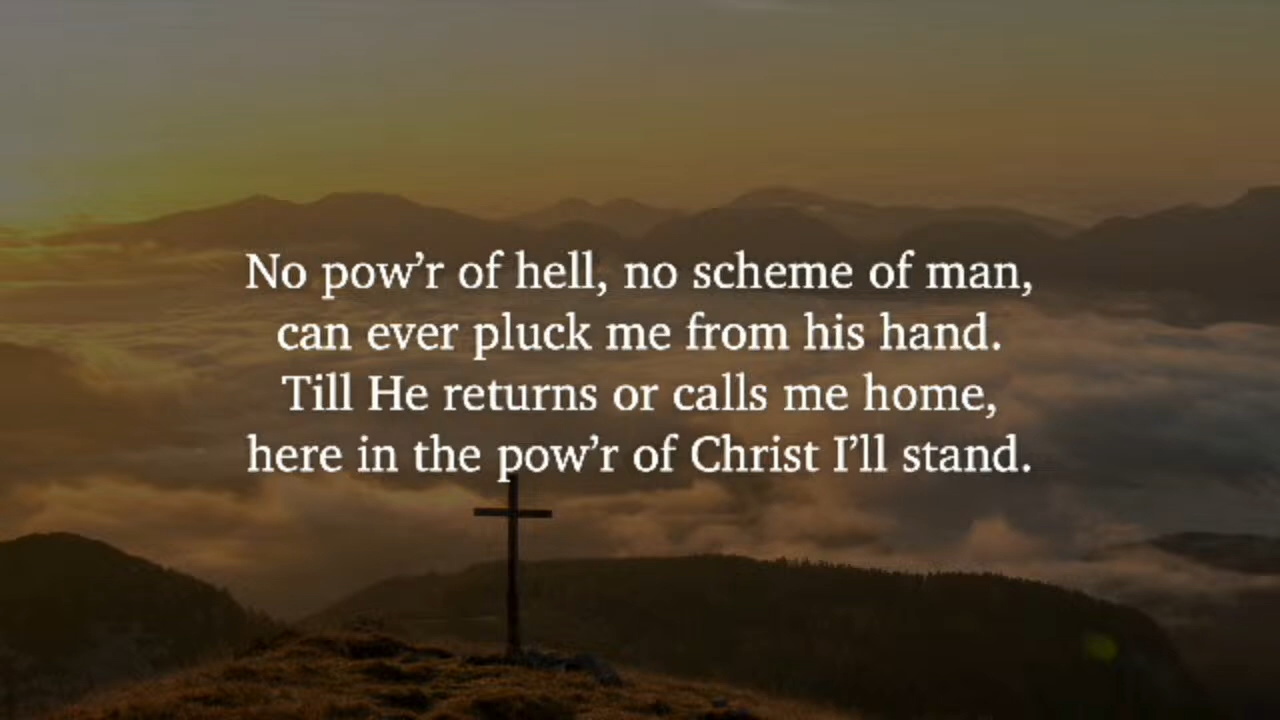 No pow’r of hell, no scheme of man,
can ever pluck me from his hand.
Till He returns or calls me home,
here in the pow’r of Christ I’ll stand.